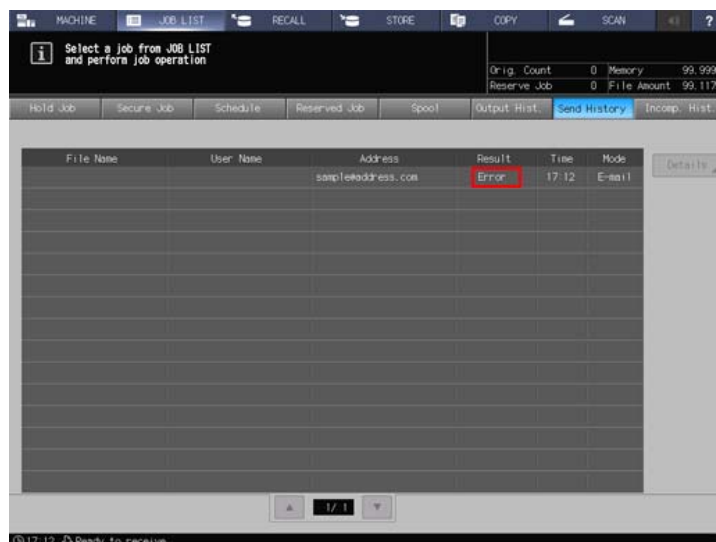 MACHINE JOB LIST RECALL STORE COPY SCAN ?
i Select a job from JOB LIST
and perform job operation
Orig. Count 0 Memory 99.999
Reserve Job 0 File Amount 99.117
Hold Job Secure Job Schedule Reserved Job Spool Output Hist. Send History Incomp. Hist.
File Name User Name Address Result Time Mode Details
sample@address.com Error 17:12 E-mail
1/ 1
17:12 Ready to receive